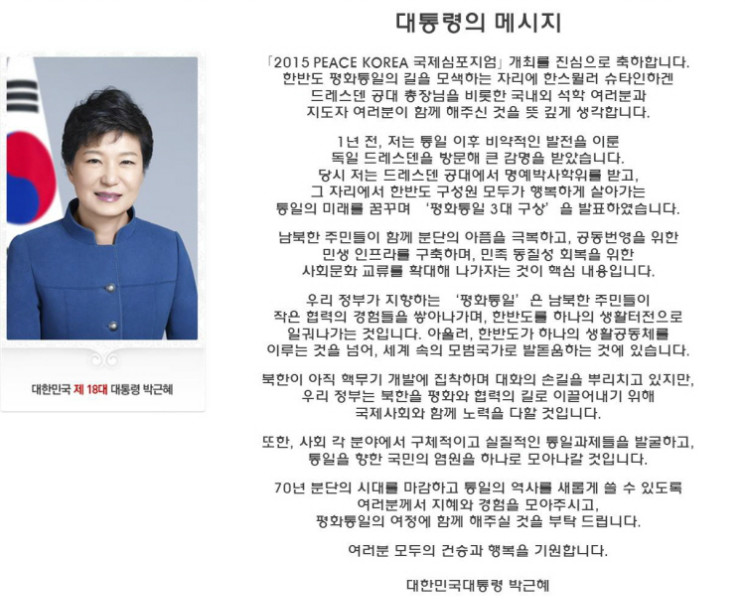 대통령의 메시지
「2015 PEACE KOREA 국제심포지엄」 개최를 진심으로 축하합니다.
한반도 평화통일의 길을 모색하는 자리에 한스뮐러 슈타인하겐
드레스덴 공대 총장님을 비롯한 국내외 석학 여러분과
지도자 여러분이 함께 해주신 것을 뜻 깊게 생각합니다.
1년 전, 저는 통일 이후 비약적인 발전을 이룬
독일 드레스덴을 방문해 큰 감명을 받았습니다.
당시 저는 드레스덴 공대에서 명예박사학위를 받고,
그 자리에서 한반도 구성원 모두가 행복하게 살아가는
통일의 미래를 꿈꾸며 ‘평화통일 3대 구상’을 발표하였습니다.
남북한 주민들이 함께 분단의 아픔을 극복하고, 공동번영을 위한
민생 인프라를 구축하며, 민족 동질성 회복을 위한
사회문화 교류를 확대해 나가자는 것이 핵심 내용입니다.
우리 정부가 지향하는 ‘평화통일’은 남북한 주민들이
작은 협력의 경험들을 쌓아나가며, 한반도를 하나의 생활터전으로
일궈나가는 것입니다. 아울러, 한반도가 하나의 생활공동체를
이루는 것을 넘어, 세계 속의 모범국가로 발돋움하는 것에 있습니다.
북한이 아직 핵무기 개발에 집착하며 대화의 손길을 뿌리치고 있지만,
우리 정부는 북한을 평화와 협력의 길로 이끌어내기 위해
국제사회와 함께 노력을 다할 것입니다.
또한, 사회 각 분야에서 구체적이고 실질적인 통일과제들을 발굴하고,
통일을 향한 국민의 염원을 하나로 모아나갈 것입니다.
70년 분단의 시대를 마감하고 통일의 역사를 새롭게 쓸 수 있도록
여러분께서 지혜와 경험을 모아주시고,
평화통일의 여정에 함께 해주실 것을 부탁 드립니다.
여러분 모두의 건승과 행복을 기원합니다.
대한민국대통령 박근혜
대한민국 제 18대 대통령 박근혜